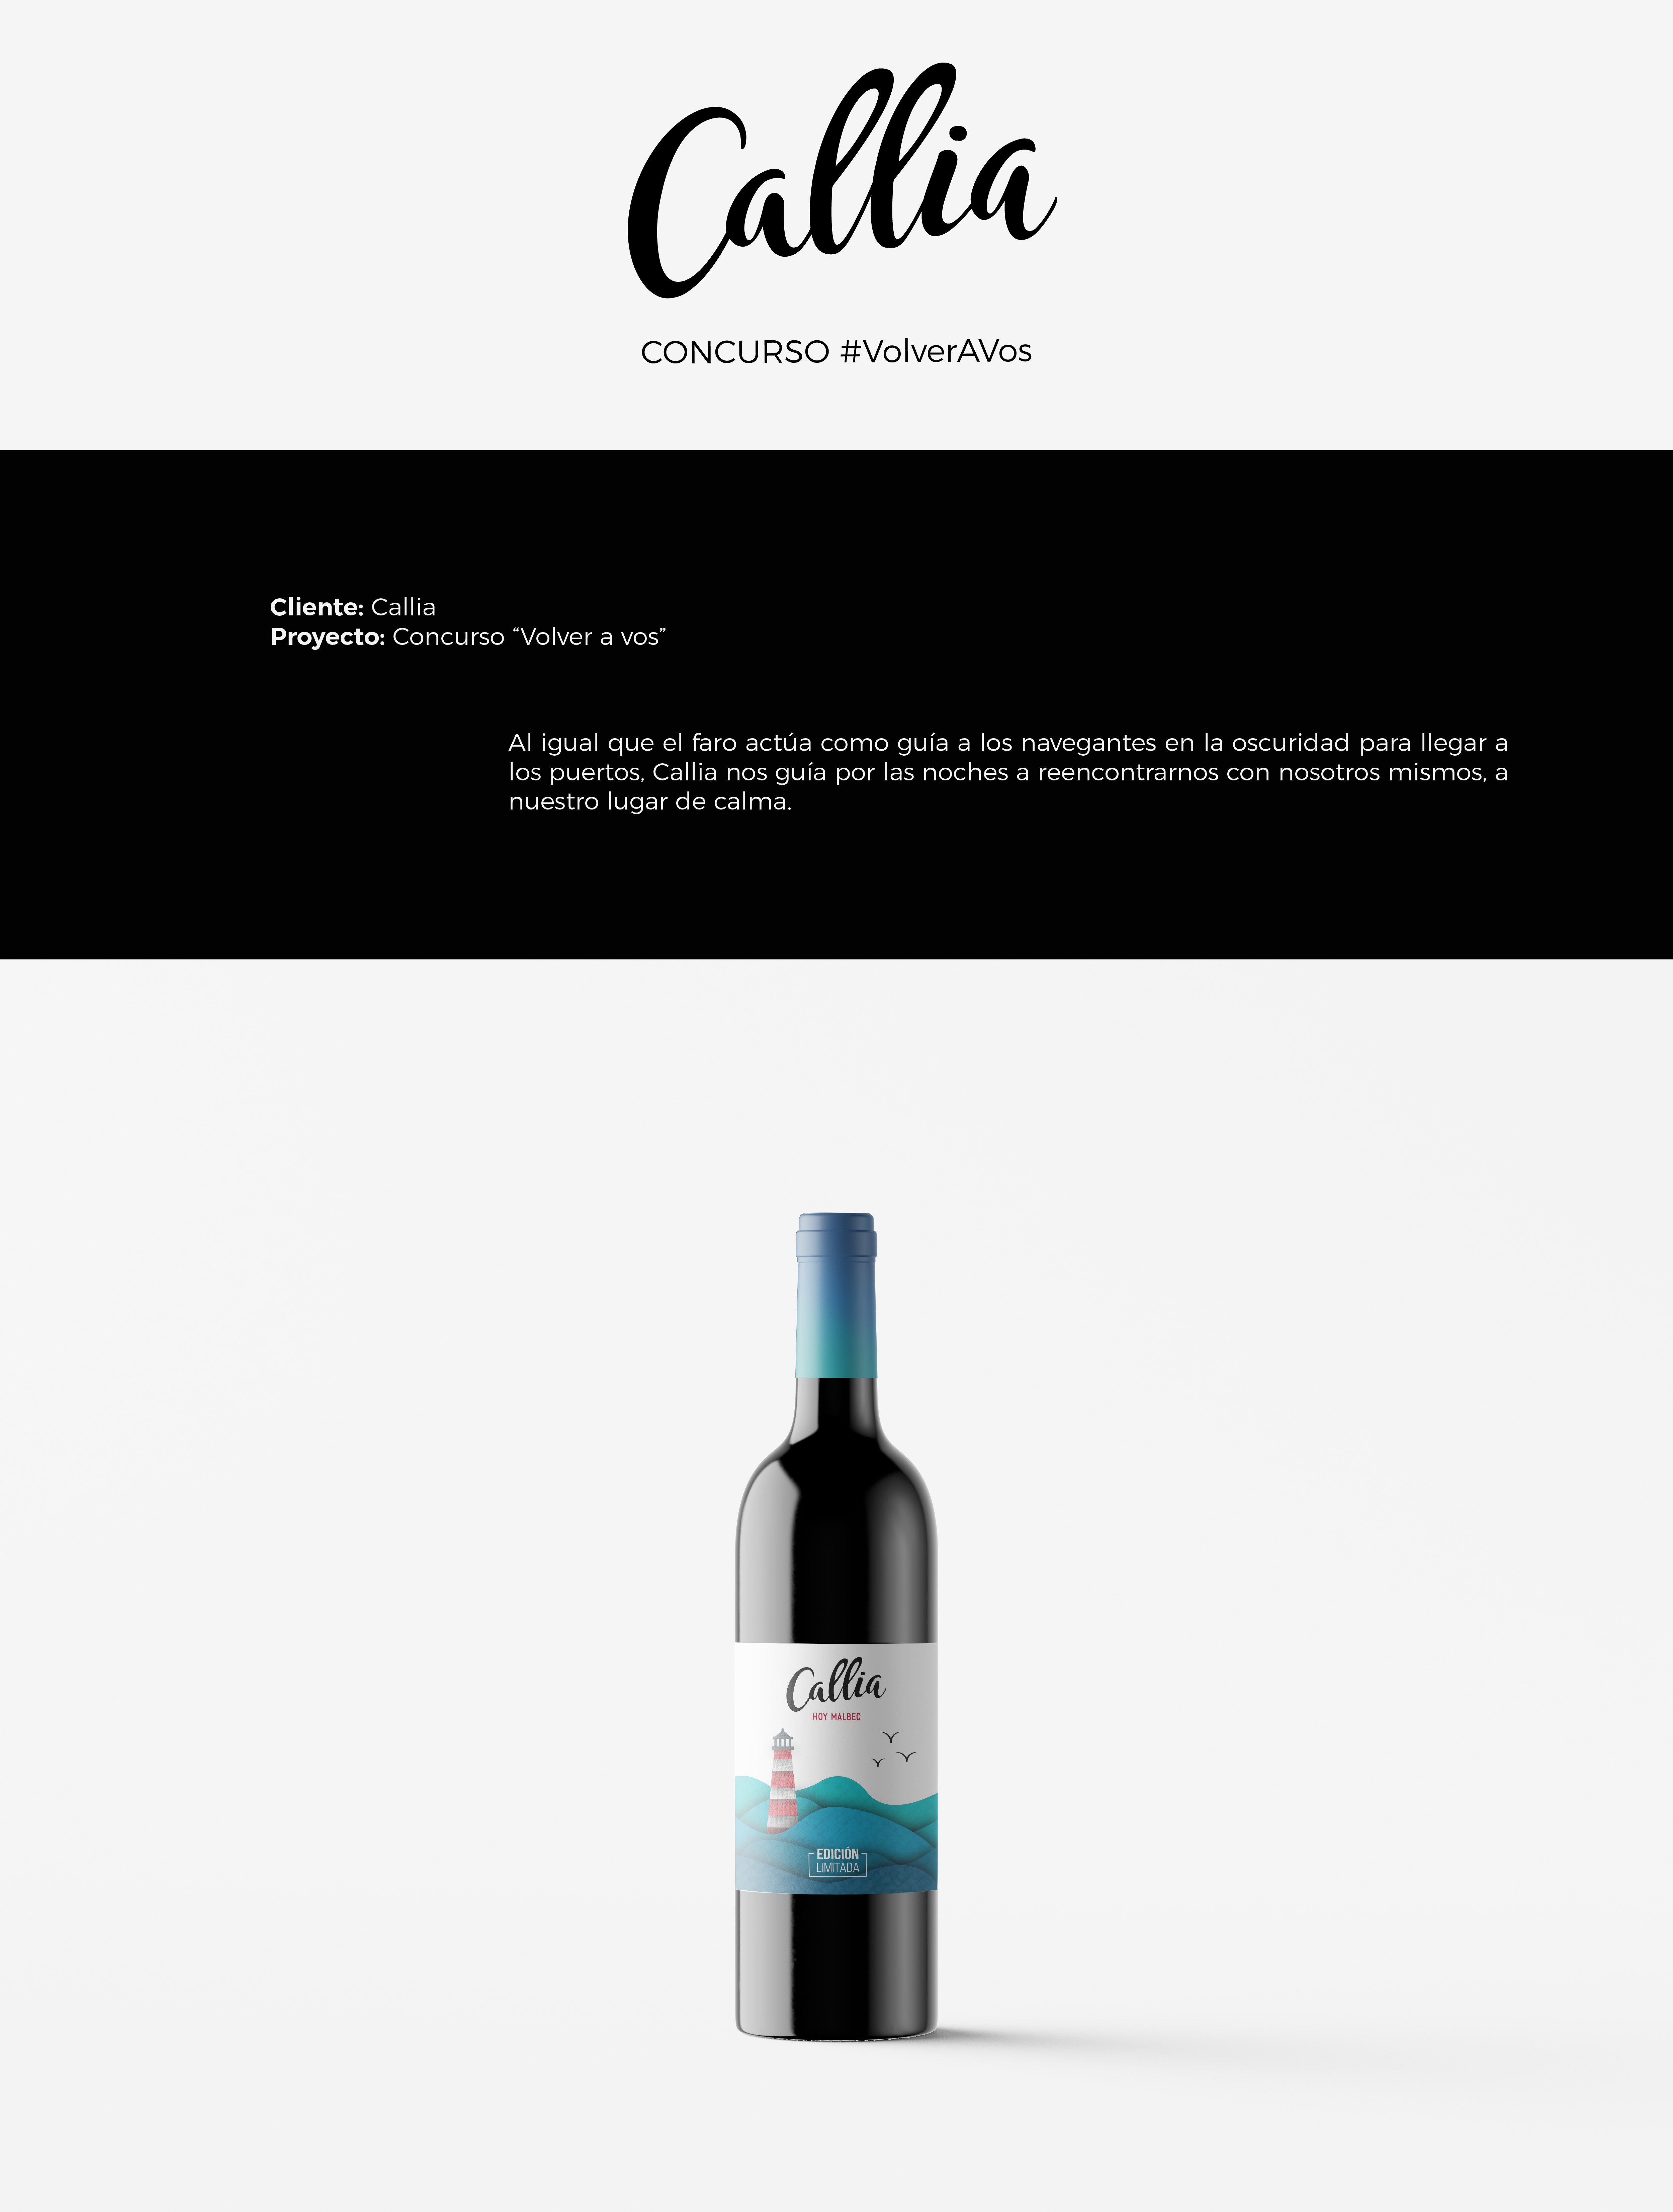 Callia
CONCURSO #VolverAVos
Cliente: Callia
Proyecto: Concurso “Volver a vos”
Al igual que el faro actúa como guía a los navegantes en la oscuridad para llegar a
los puertos, Callia nos guía por las noches a reencontrarnos con nosotros mismos, a
nuestro lugar de calma.
Callia
HOY MALBEC
EDICIÓN
LIMITADA